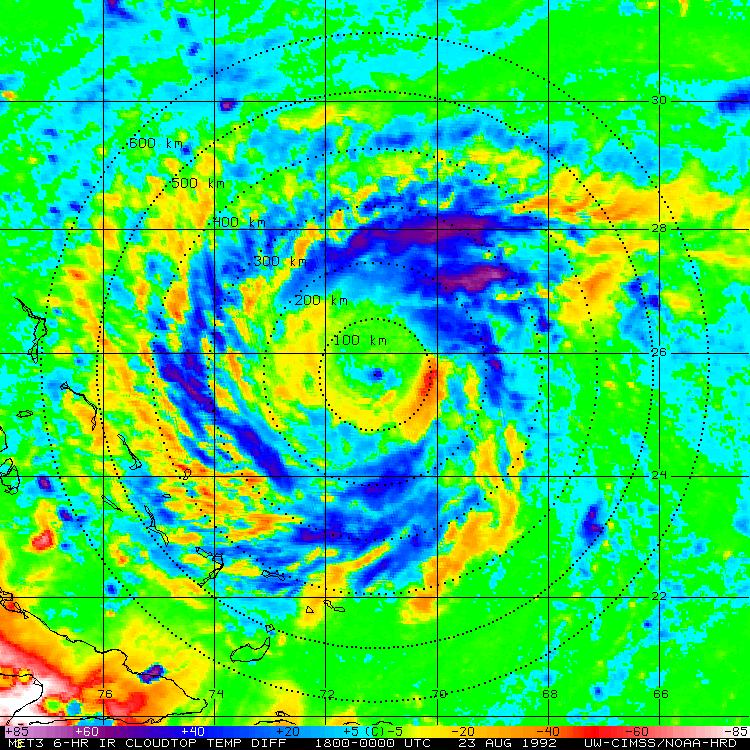 30
600 km
500 km
400 km
28
300 km
200 km
100 km
26
24
22
76 74 72 70 68 66
+85 +60 +40 +20 +5(C)-5 -20 -40 -60 -85
MET3 6-HR IR CLOUDTOP TEMP DIFF 1800-0000 UTC 23 AUG 1992 UW-CIMSS/NOAA-HRD